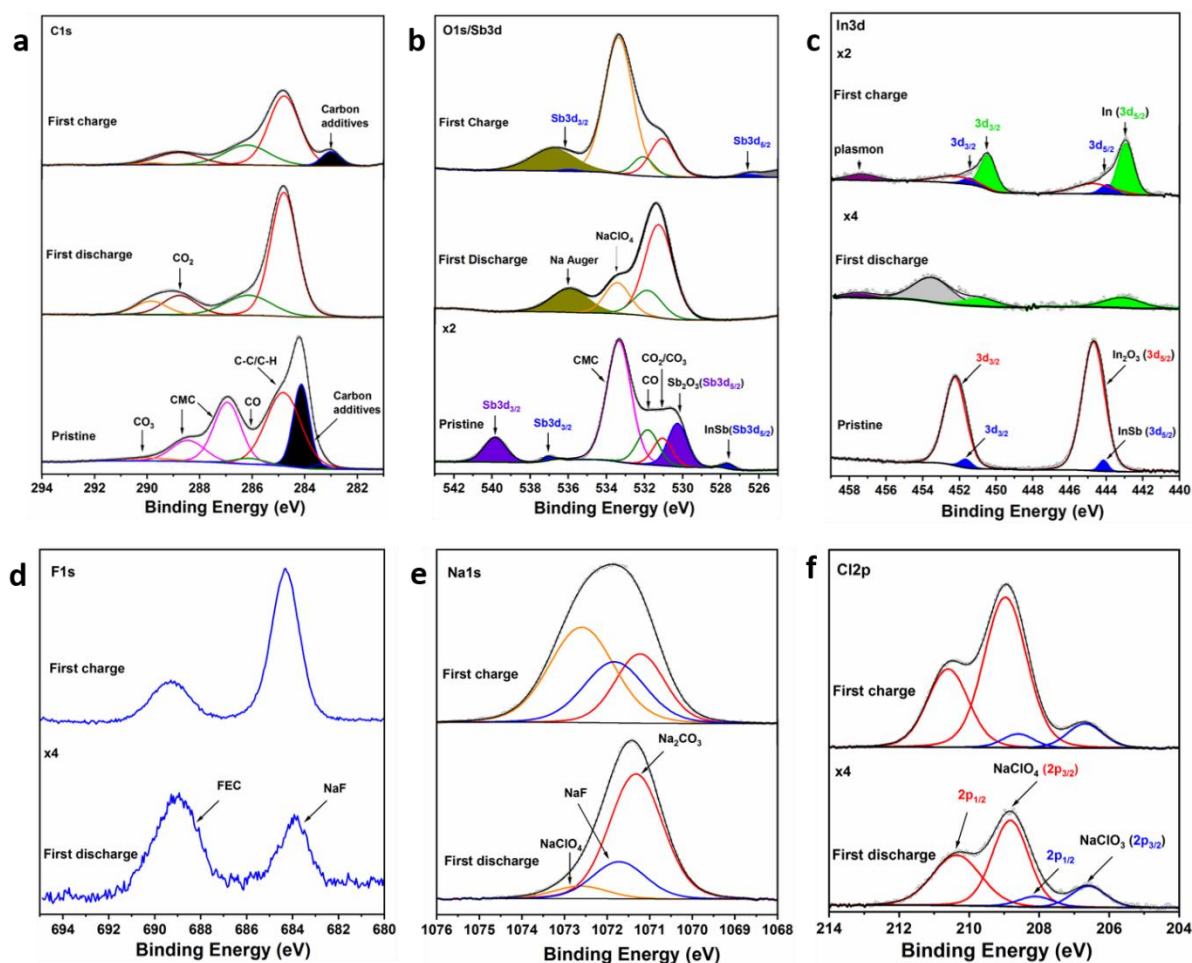 a
C1s
First charge
Carbon
additives
First discharge
CO2
C-C/C-H
CO3
CMC
CO
Carbon
additives
Pristine
294 292 290 288 286 284 282
Binding Energy (eV)
b
O1s/Sb3d
First Charge
Sb3d3/2
Sb3d5/2
First Discharge
Na Auger
NaClO4
x2
CMC
CO2/CO3
CO
Sb2O3(Sb3d5/2)
Sb3d3/2
Sb3d3/2
InSb(Sb3d5/2)
Pristine
542 540 538 536 534 532 530 528 526
Binding Energy (eV)
c
In3d
x2
First charge
In (3d5/2)
3d3/2
3d3/2
3d5/2
plasmon
x4
First discharge
3d3/2
In2O3(3d5/2)
Pristine
3d3/2
InSb
(3d5/2)
459 456 453 450 447 444 442 440
Binding Energy (eV)
d
F1s
First charge
x4
FEC
NaF
First discharge
694 692 690 688 686 684 682 680
Binding Energy (eV)
e
Na1s
First charge
Na2CO3
NaF
NaClO4
First discharge
1076 1075 1074 1073 1072 1071 1070 1069 1068
Binding Energy (eV)
f
Cl2p
First charge
x4
NaClO4 (2p3/2)
2p1/2
2p1/2
NaClO3 (2p3/2)
First discharge
214 212 210 208 206 204
Binding Energy (eV)